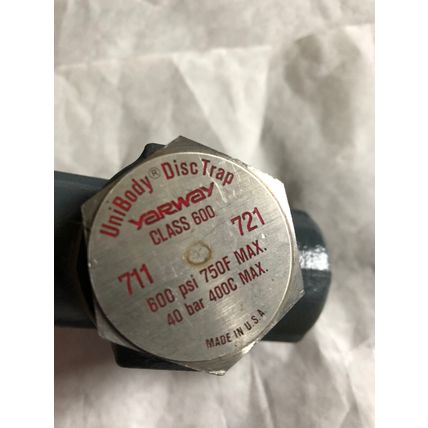 UniBody® Disc Trap
YARWAY
CLASS 600
711 721
600 psi 750F MAX.
40 bar 400C MAX.
MADE IN U.S.A.